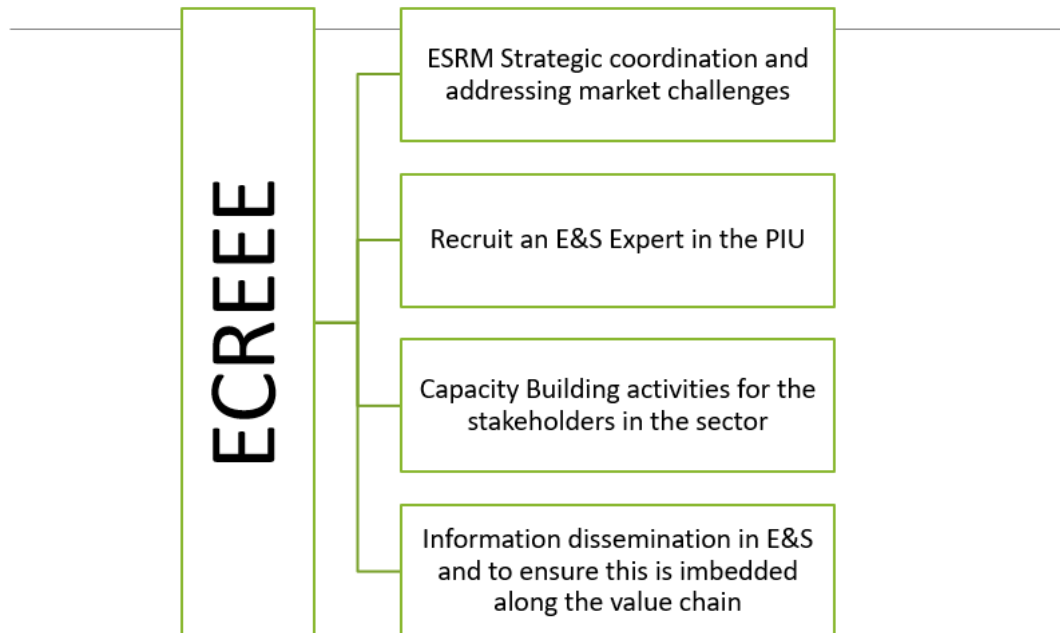 ECREEE
ESRM Strategic coordination and
addressing market challenges
Recruit an E&S Expert in the PIU
Capacity Building activities for the
stakeholders in the sector
Information dissemination in E&S
and to ensure this is imbedded
along the value chain